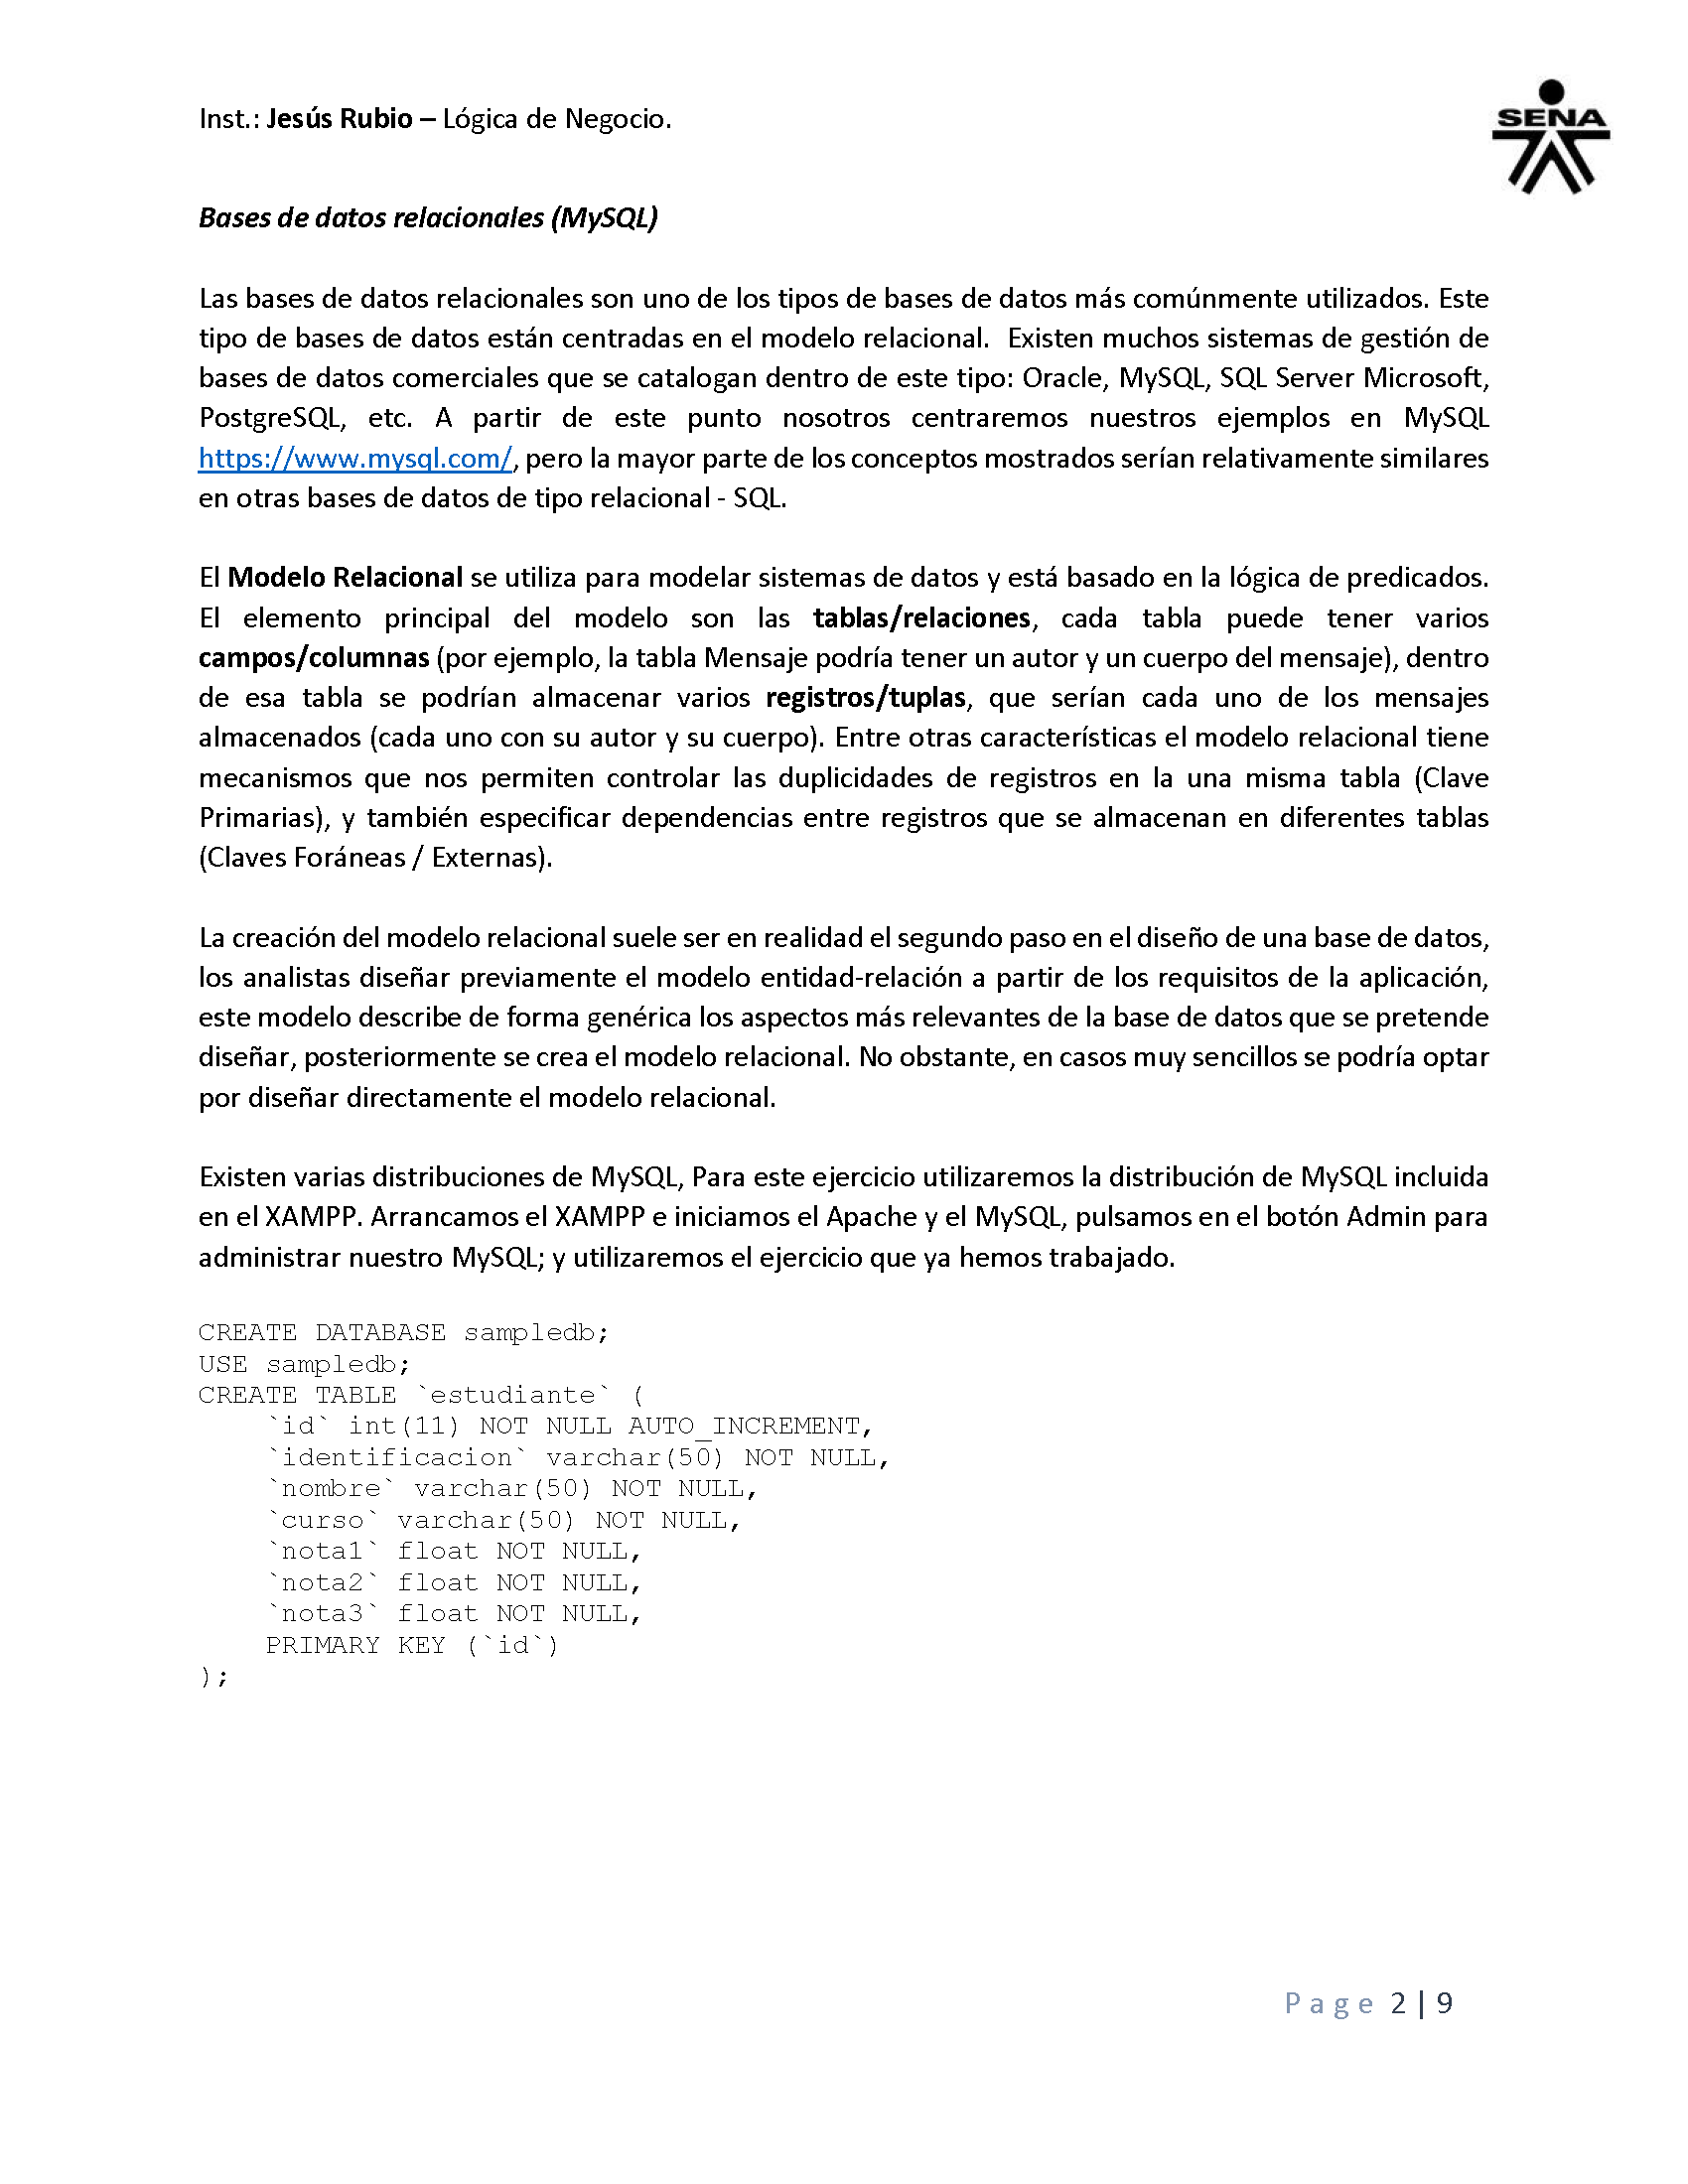 Inst.: Jesús Rubio – Lógica de Negocio.
SENA
Bases de datos relacionales (MySQL)
Las bases de datos relacionales son uno de los tipos de bases de datos más comúnmente utilizados. Este
tipo de bases de datos están centradas en el modelo relacional.  Existen muchos sistemas de gestión de
bases de datos comerciales que se catalogan dentro de este tipo: Oracle, MySQL, SQL Server Microsoft,
PostgreSQL, etc. A partir de este punto nosotros centraremos nuestros ejemplos en MySQL
https://www.mysql.com/, pero la mayor parte de los conceptos mostrados serían relativamente similares
en otras bases de datos de tipo relacional - SQL.
El Modelo Relacional se utiliza para modelar sistemas de datos y está basado en la lógica de predicados.
El elemento principal del modelo son las tablas/relaciones, cada tabla puede tener varios
campos/columnas (por ejemplo, la tabla Mensaje podría tener un autor y un cuerpo del mensaje), dentro
de esa tabla se podrían almacenar varios registros/tuplas, que serían cada uno de los mensajes
almacenados (cada uno con su autor y su cuerpo). Entre otras características el modelo relacional tiene
mecanismos que nos permiten controlar las duplicidades de registros en la una misma tabla (Clave
Primarias), y también especificar dependencias entre registros que se almacenan en diferentes tablas
(Claves Foráneas / Externas).
La creación del modelo relacional suele ser en realidad el segundo paso en el diseño de una base de datos,
los analistas diseñar previamente el modelo entidad-relación a partir de los requisitos de la aplicación,
este modelo describe de forma genérica los aspectos más relevantes de la base de datos que se pretende
diseñar, posteriormente se crea el modelo relacional. No obstante, en casos muy sencillos se podría optar
por diseñar directamente el modelo relacional.
Existen varias distribuciones de MySQL, Para este ejercicio utilizaremos la distribución de MySQL incluida
en el XAMPP. Arrancamos el XAMPP e iniciamos el Apache y el MySQL, pulsamos en el botón Admin para
administrar nuestro MySQL; y utilizaremos el ejercicio que ya hemos trabajado.
CREATE DATABASE sampledb;
USE sampledb;
CREATE TABLE `estudiante` (
    `id` int(11) NOT NULL AUTO_INCREMENT,
    `identificacion` varchar(50) NOT NULL,
    `nombre` varchar(50) NOT NULL,
    `curso` varchar(50) NOT NULL,
    `nota1` float NOT NULL,
    `nota2` float NOT NULL,
    `nota3` float NOT NULL,
    PRIMARY KEY (`id`)
);
Page 2 | 9